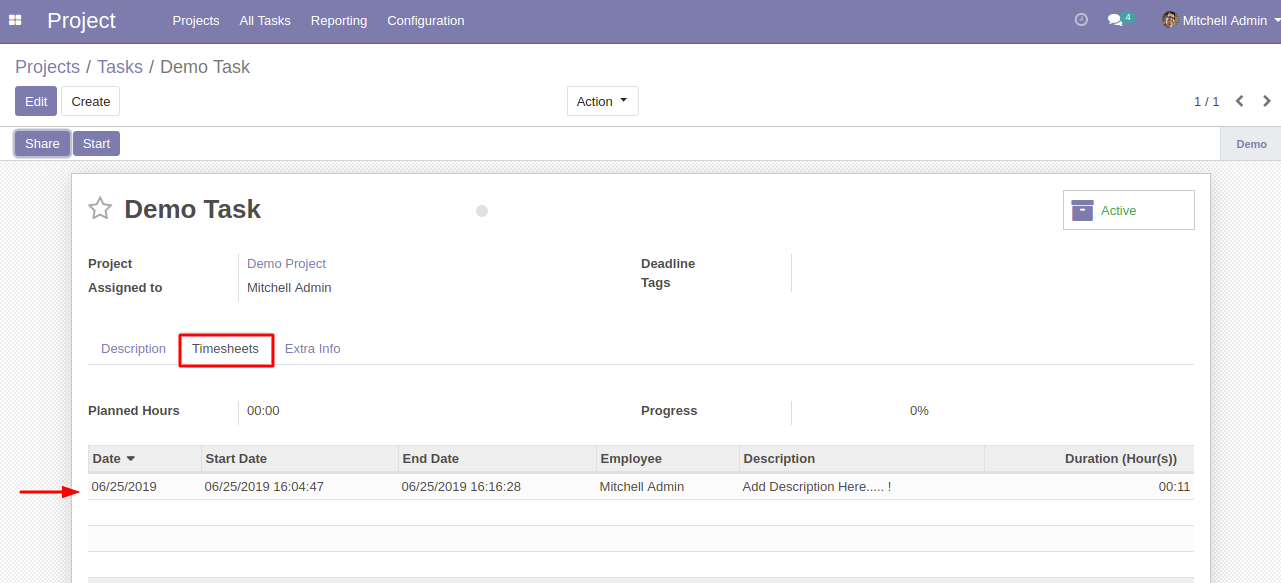 Project Projects All Tasks Reporting Configuration 4 Mitchell Admin
Projects / Tasks / Demo Task
Edit Create Action 1 / 1
Share Start Demo
Demo Task Active
Project Demo Project Deadline
Assigned to Mitchell Admin Tags
Description Timesheets Extra Info
Planned Hours 00:00 Progress 0%
Date Start Date End Date Employee Description Duration (Hour(s))
06/25/2019 06/25/2019 16:04:47 06/25/2019 16:16:28 Mitchell Admin Add Description Here..... ! 00:11